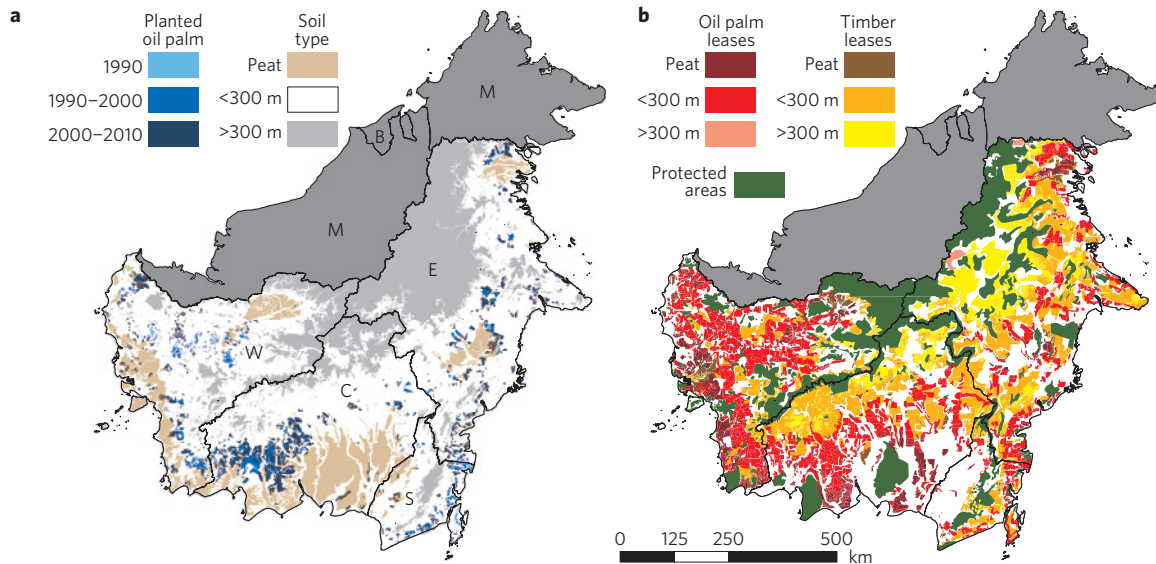 a
Planted
oil palm
Soil
type
1990
Peat
1990–2000
<300 m
2000–2010
>300 m
M
B
M
E
W
C
S
b
Oil palm
leases
Timber
leases
Peat
Peat
<300 m
<300 m
>300 m
>300 m
Protected
areas
0 125 250 500
km